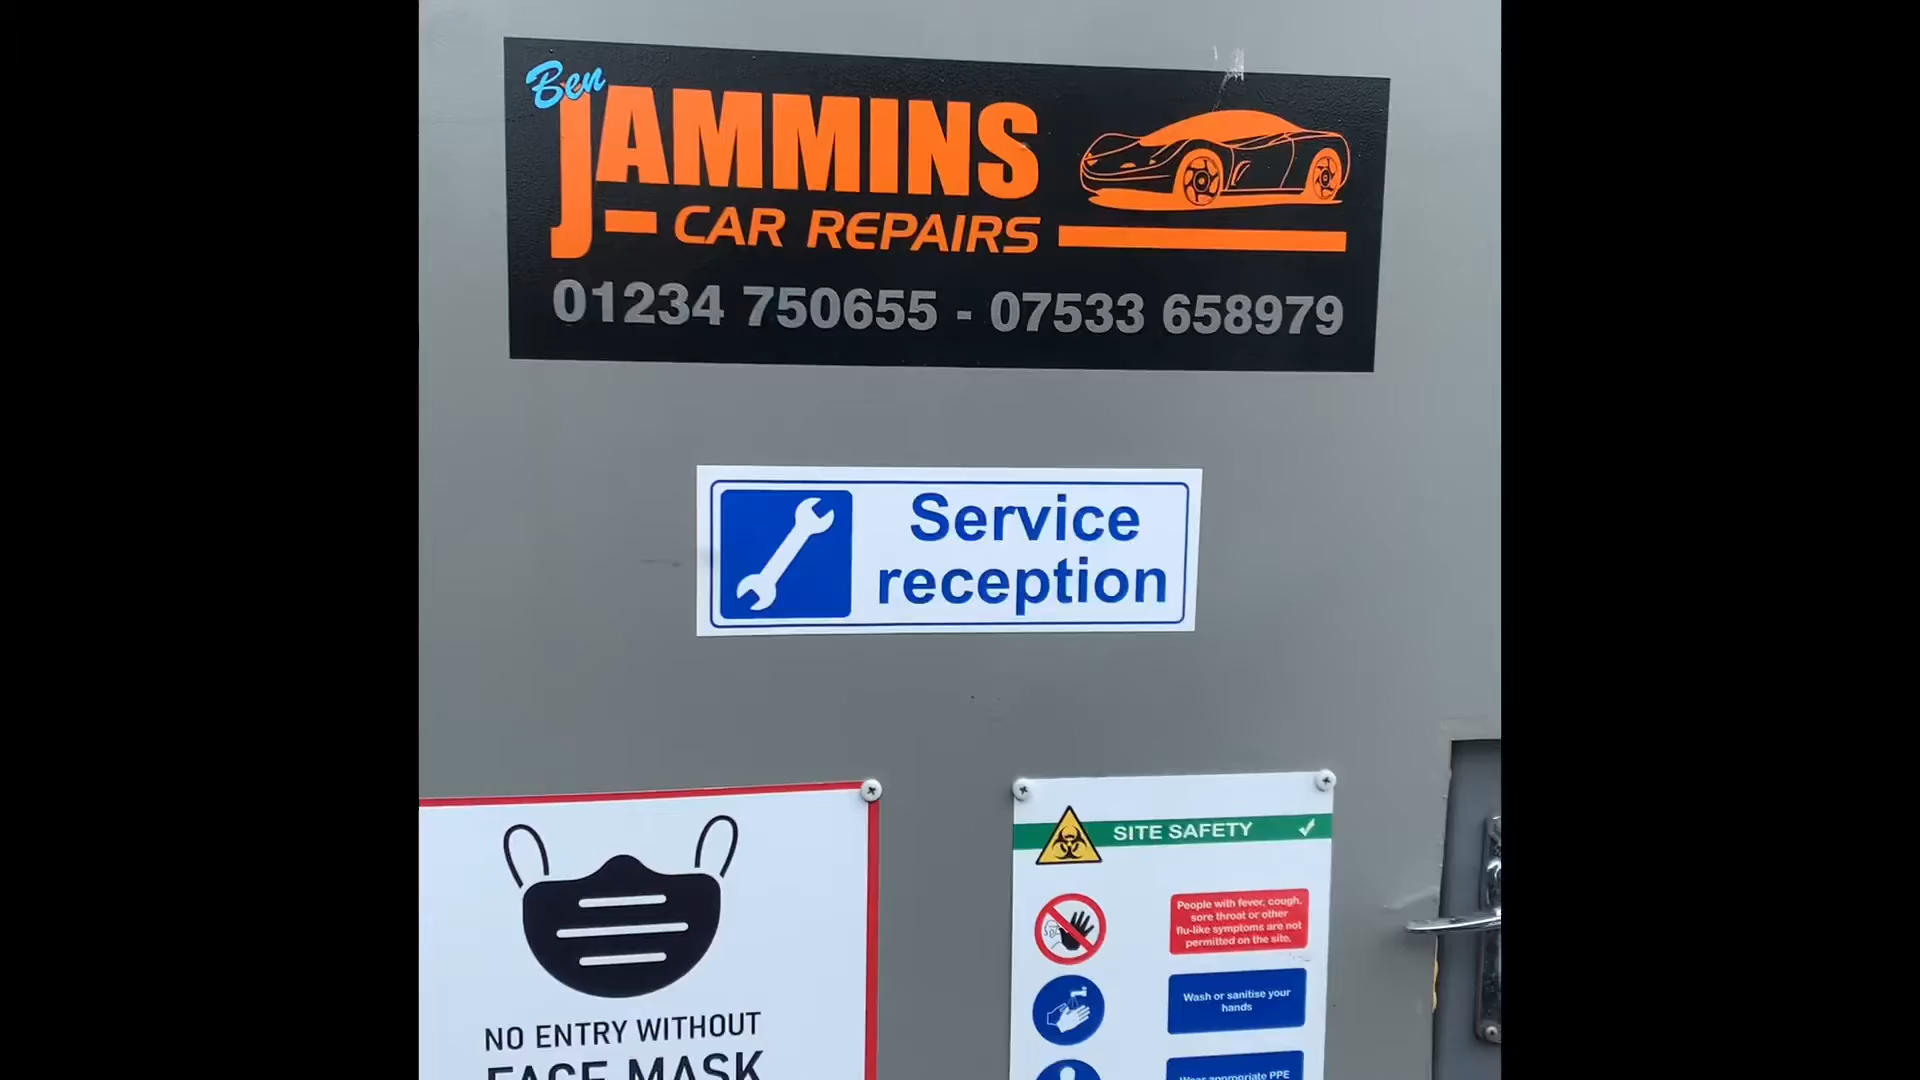 Ben
JAMMINS
CAR REPAIRS
01234 750655 - 07533 658979
Service
reception
NO ENTRY WITHOUT
FACE MASK
SITE SAFETY
People with fever, cough,
sore throat or other
flu-like symptoms are not
permitted on the site.
Wash or sanitise your
hands
Wear appropriate PPE